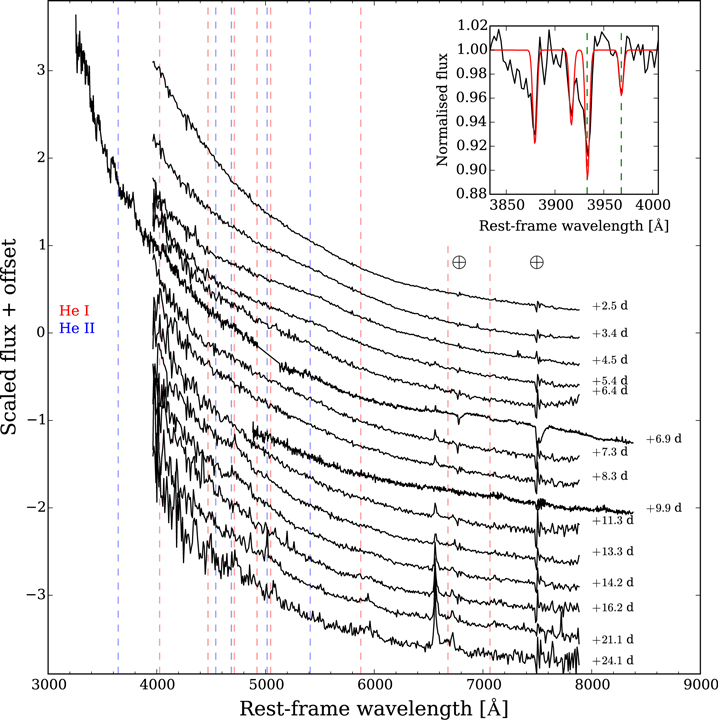 1.02
1.00
0.98
0.96
0.94
0.92
0.90
0.88
Normalised flux
3850 3900 3950 4000
Rest-frame wavelength [Å]
3
2
1
0
−1
−2
−3
Scaled flux + offset
He I
He II
⊕ ⊕
+2.5 d
+3.4 d
+4.5 d
+5.4 d
+6.4 d
+6.9 d
+7.3 d
+8.3 d
+9.9 d
+11.3 d
+13.3 d
+14.2 d
+16.2 d
+21.1 d
+24.1 d
3000 4000 5000 6000 7000 8000 9000
Rest-frame wavelength [Å]